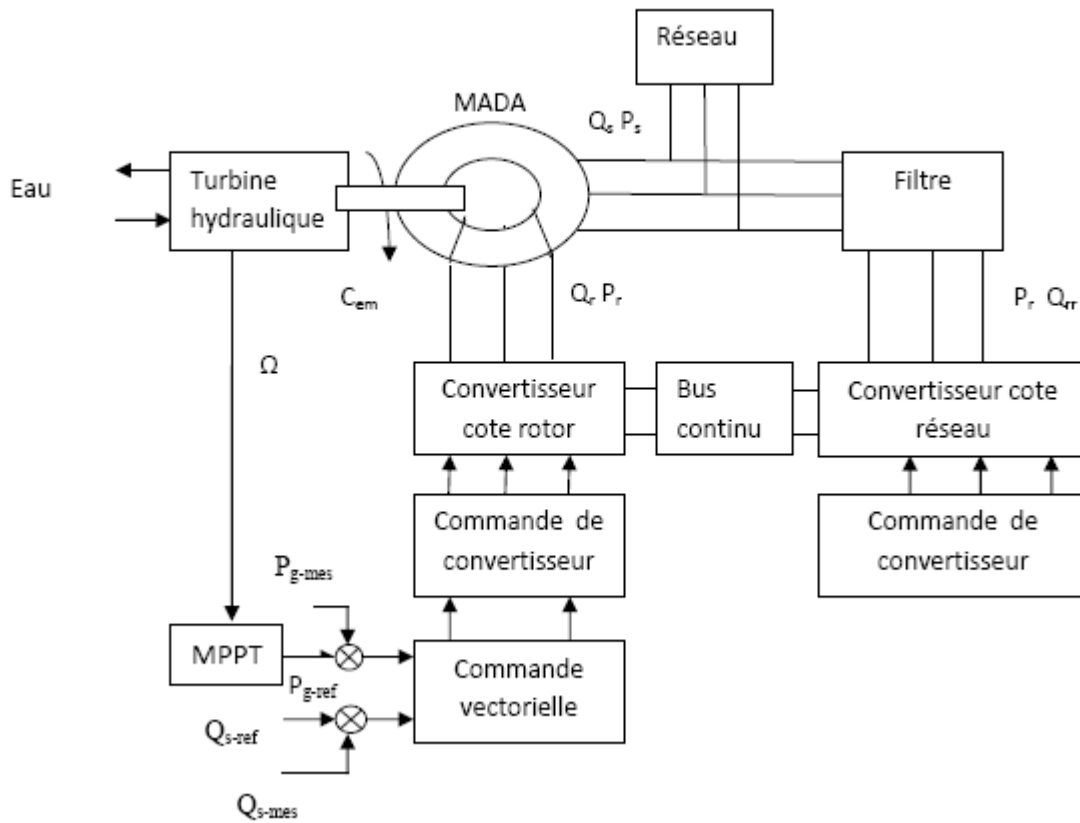 Réseau
MADA
Qs Ps
Eau
Turbine
hydraulique
Filtre
Cem
Qr Pr
Pr Qrr
Ω
Convertisseur
cote rotor
Bus
continu
Convertisseur cote
réseau
Commande de
convertisseur
Commande de
convertisseur
Pg-mes
MPPT
Pg-ref
Commande
vectorielle
Qs-ref
Qs-mes